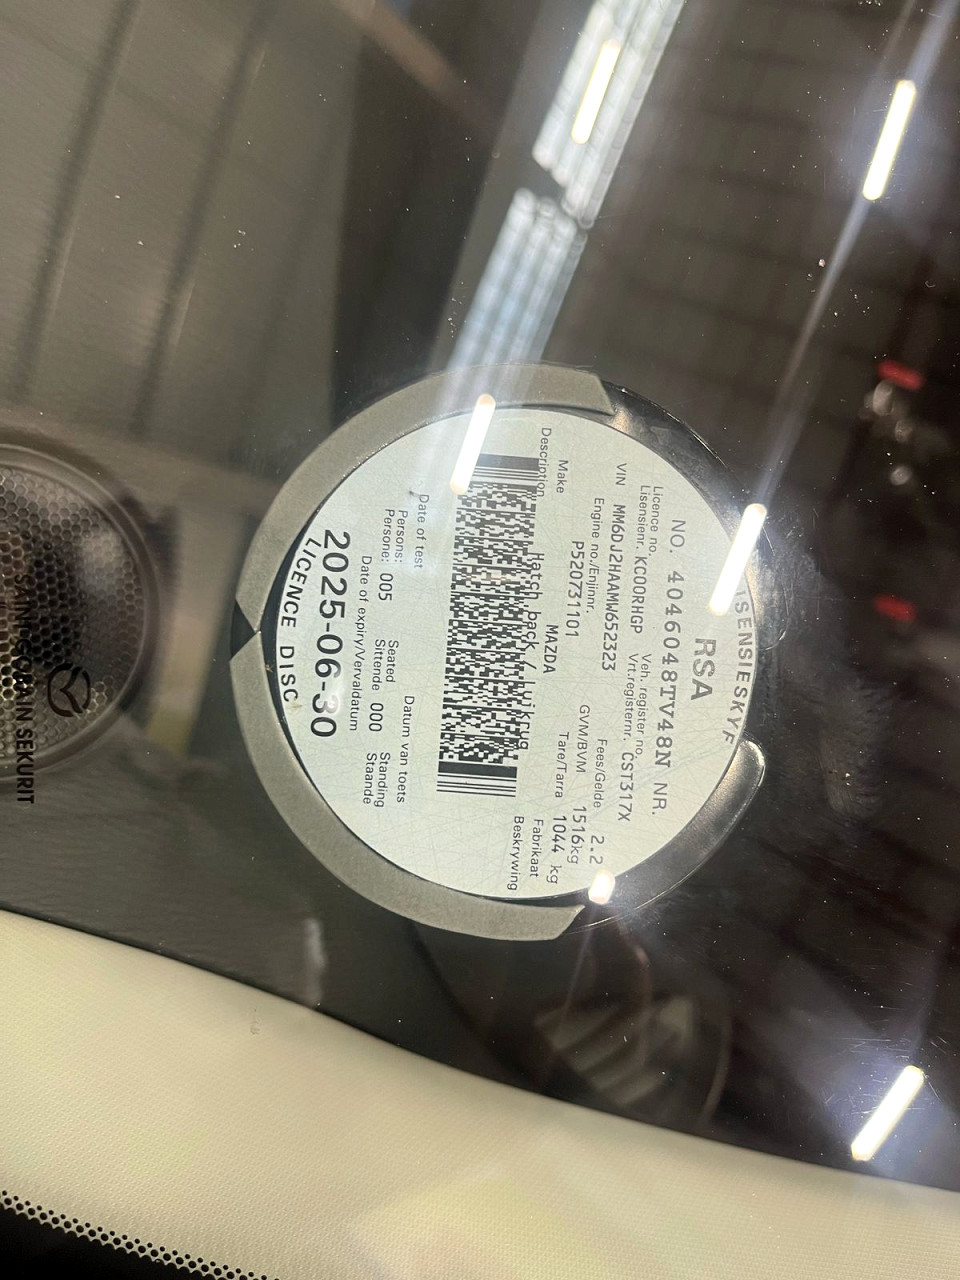 ISENSIESKYF
RSA
NO. 4046048TV48N NR.
Licence no. Veh. register no.
Lisensienr. KC00RHGP Vrt.registernr. CST317X
VIN MM6DJ2HAAMW652323 Fees/Gelde 2.2
Engine no./Enjinnr. GVM/BVM 1516kg
P520731101 Tare/Tarra 1044 kg
Make MAZDA Fabrikaat
Description Hatch back / Luikrug Beskrywing
Date of test Datum van toets
Persons: Seated Standing
Persone: 005 Sittende 000 Staande
Date of expiry/Vervaldatum
2025-06-30
LICENCE DISC
SAINT-GOBAIN SEKURIT